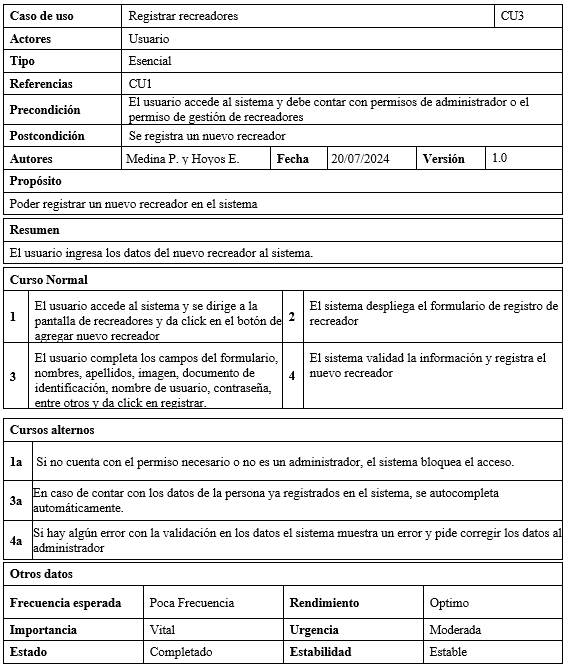 Caso de uso Registrar recreadores CU3
Actores Usuario
Tipo Esencial
Referencias CU1
Precondición El usuario accede al sistema y debe contar con permisos de administrador o el
permiso de gestión de recreadores
Postcondición Se registra un nuevo recreador
Autores Medina P. y Hoyos E. Fecha 20/07/2024 Versión 1.0
Propósito
Poder registrar un nuevo recreador en el sistema
Resumen
El usuario ingresa los datos del nuevo recreador al sistema.
Curso Normal
1 El usuario accede al sistema y se dirige a la
pantalla de recreadores y da click en el botón de
agregar nuevo recreador
2 El sistema despliega el formulario de registro de
recreador
3 El usuario completa los campos del formulario,
nombres, apellidos, imagen, documento de
identificación, nombre de usuario, contraseña,
entre otros y da click en registrar.
4 El sistema validad la información y registra el
nuevo recreador
Cursos alternos
1a Si no cuenta con el permiso necesario o no es un administrador, el sistema bloquea el acceso.
3a En caso de contar con los datos de la persona ya registrados en el sistema, se autocompleta
automáticamente.
4a Si hay algún error con la validación en los datos el sistema muestra un error y pide corregir los datos al
administrador
Otros datos
Frecuencia esperada Poca Frecuencia Rendimiento Optimo
Importancia Vital Urgencia Moderada
Estado Completado Estabilidad Estable